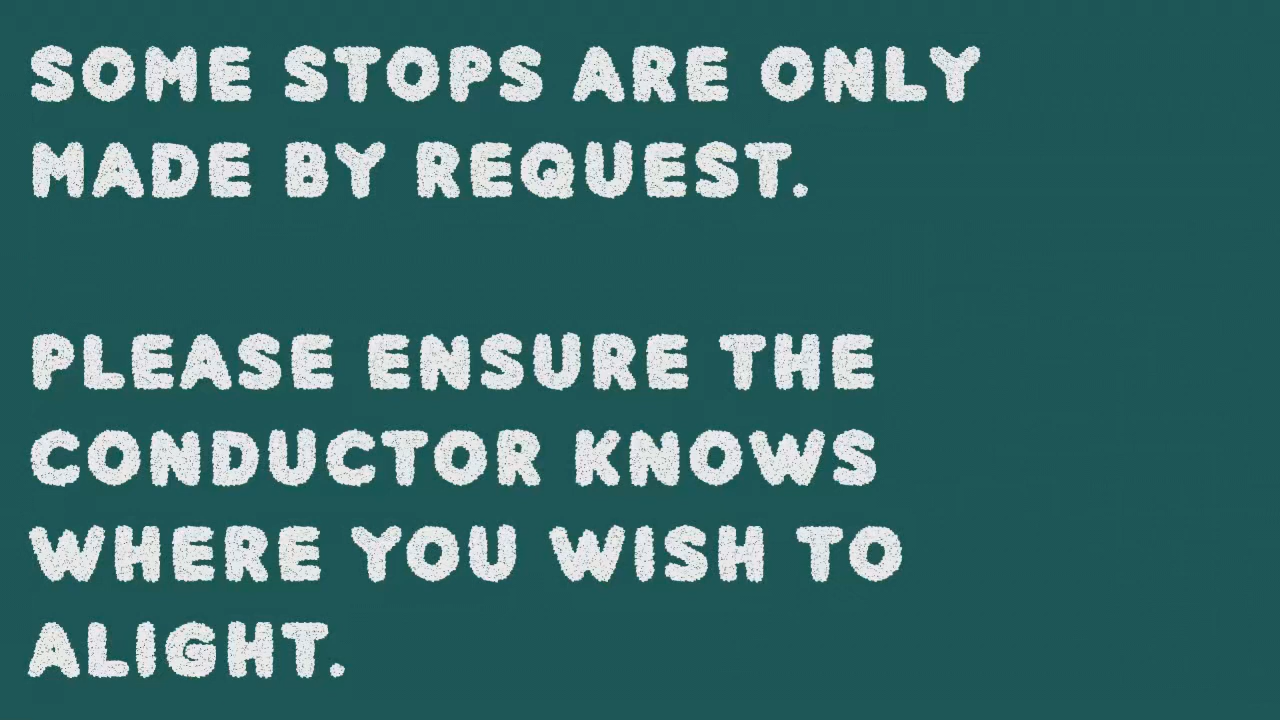 SOME STOPS ARE ONLY
MADE BY REQUEST.
PLEASE ENSURE THE
CONDUCTOR KNOWS
WHERE YOU WISH TO
ALIGHT.